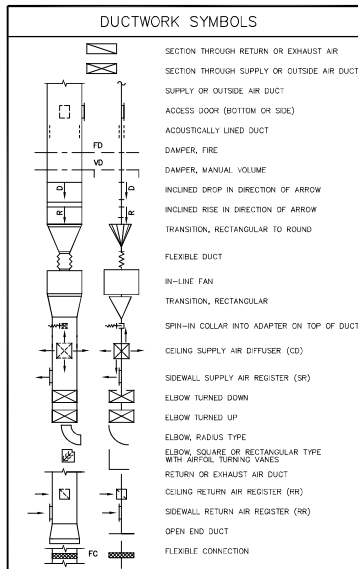 DUCTWORK SYMBOLS
SECTION THROUGH RETURN OR EXHAUST AIR
SECTION THROUGH SUPPLY OR OUTSIDE AIR DUCT
SUPPLY OR OUTSIDE AIR DUCT
ACCESS DOOR (BOTTOM OR SIDE)
ACOUSTICALLY LINED DUCT
FD
DAMPER, FIRE
VD
DAMPER, MANUAL VOLUME
D D
INCLINED DROP IN DIRECTION OF ARROW
R R
INCLINED RISE IN DIRECTION OF ARROW
TRANSITION, RECTANGULAR TO ROUND
FLEXIBLE DUCT
IN-LINE FAN
TRANSITION, RECTANGULAR
SPIN-IN COLLAR INTO ADAPTER ON TOP OF DUCT
CEILING SUPPLY AIR DIFFUSER (CD)
SIDEWALL SUPPLY AIR REGISTER (SR)
ELBOW TURNED DOWN
ELBOW TURNED UP
ELBOW, RADIUS TYPE
ELBOW, SQUARE OR RECTANGULAR TYPE
WITH AIRFOIL TURNING VANES
RETURN OR EXHAUST AIR DUCT
CEILING RETURN AIR REGISTER (RR)
SIDEWALL RETURN AIR REGISTER (RR)
OPEN END DUCT
FC
FLEXIBLE CONNECTION